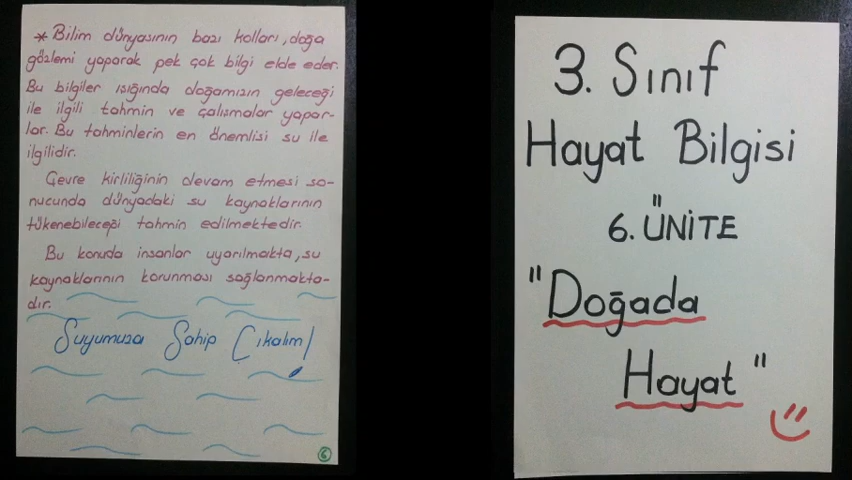 * Bilim dünyasının bazı kolları, doğa
gözlemi yaparak pek çok bilgi elde eder.
Bu bilgiler ışığında doğamızın geleceği
ile ilgili tahmin ve çalışmalar yapar-
lar. Bu tahminlerin en önemlisi su ile
ilgilidir.
Çevre kirliliğinin devam etmesi so-
nucunda dünyadaki su kaynaklarının
tükenebileceği tahmin edilmektedir.
Bu konuda insanlar uyarılmakta, su
kaynaklarının korunması sağlanmakta-
dır.
Suyumuza Sahip Çıkalım!
6
3. Sınıf
Hayat Bilgisi
6. ÜNİTE
"Doğada
Hayat"